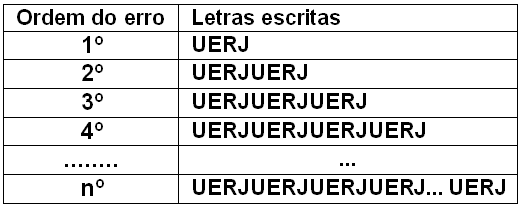 Ordem do erro Letras escritas
1º UERJ
2º UERJUERJ
3º UERJUERJUERJ
4º UERJUERJUERJUERJ
........ ...
nº UERJUERJUERJUERJ... UERJ